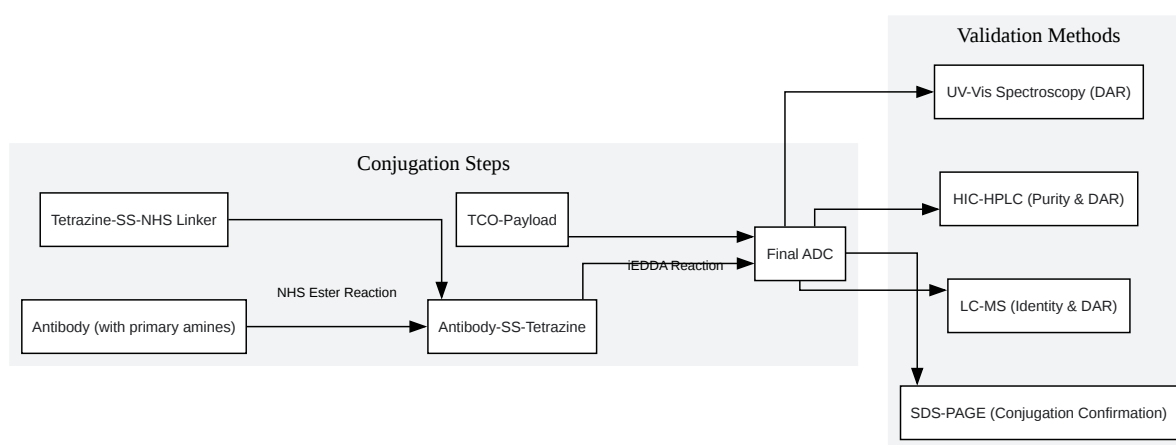 Validation Methods
UV-Vis Spectroscopy (DAR)
Conjugation Steps
Tetrazine-SS-NHS Linker
TCO-Payload
HIC-HPLC (Purity & DAR)
Final ADC
iEDDA Reaction
NHS Ester Reaction
LC-MS (Identity & DAR)
Antibody (with primary amines)
Antibody-SS-Tetrazine
SDS-PAGE (Conjugation Confirmation)